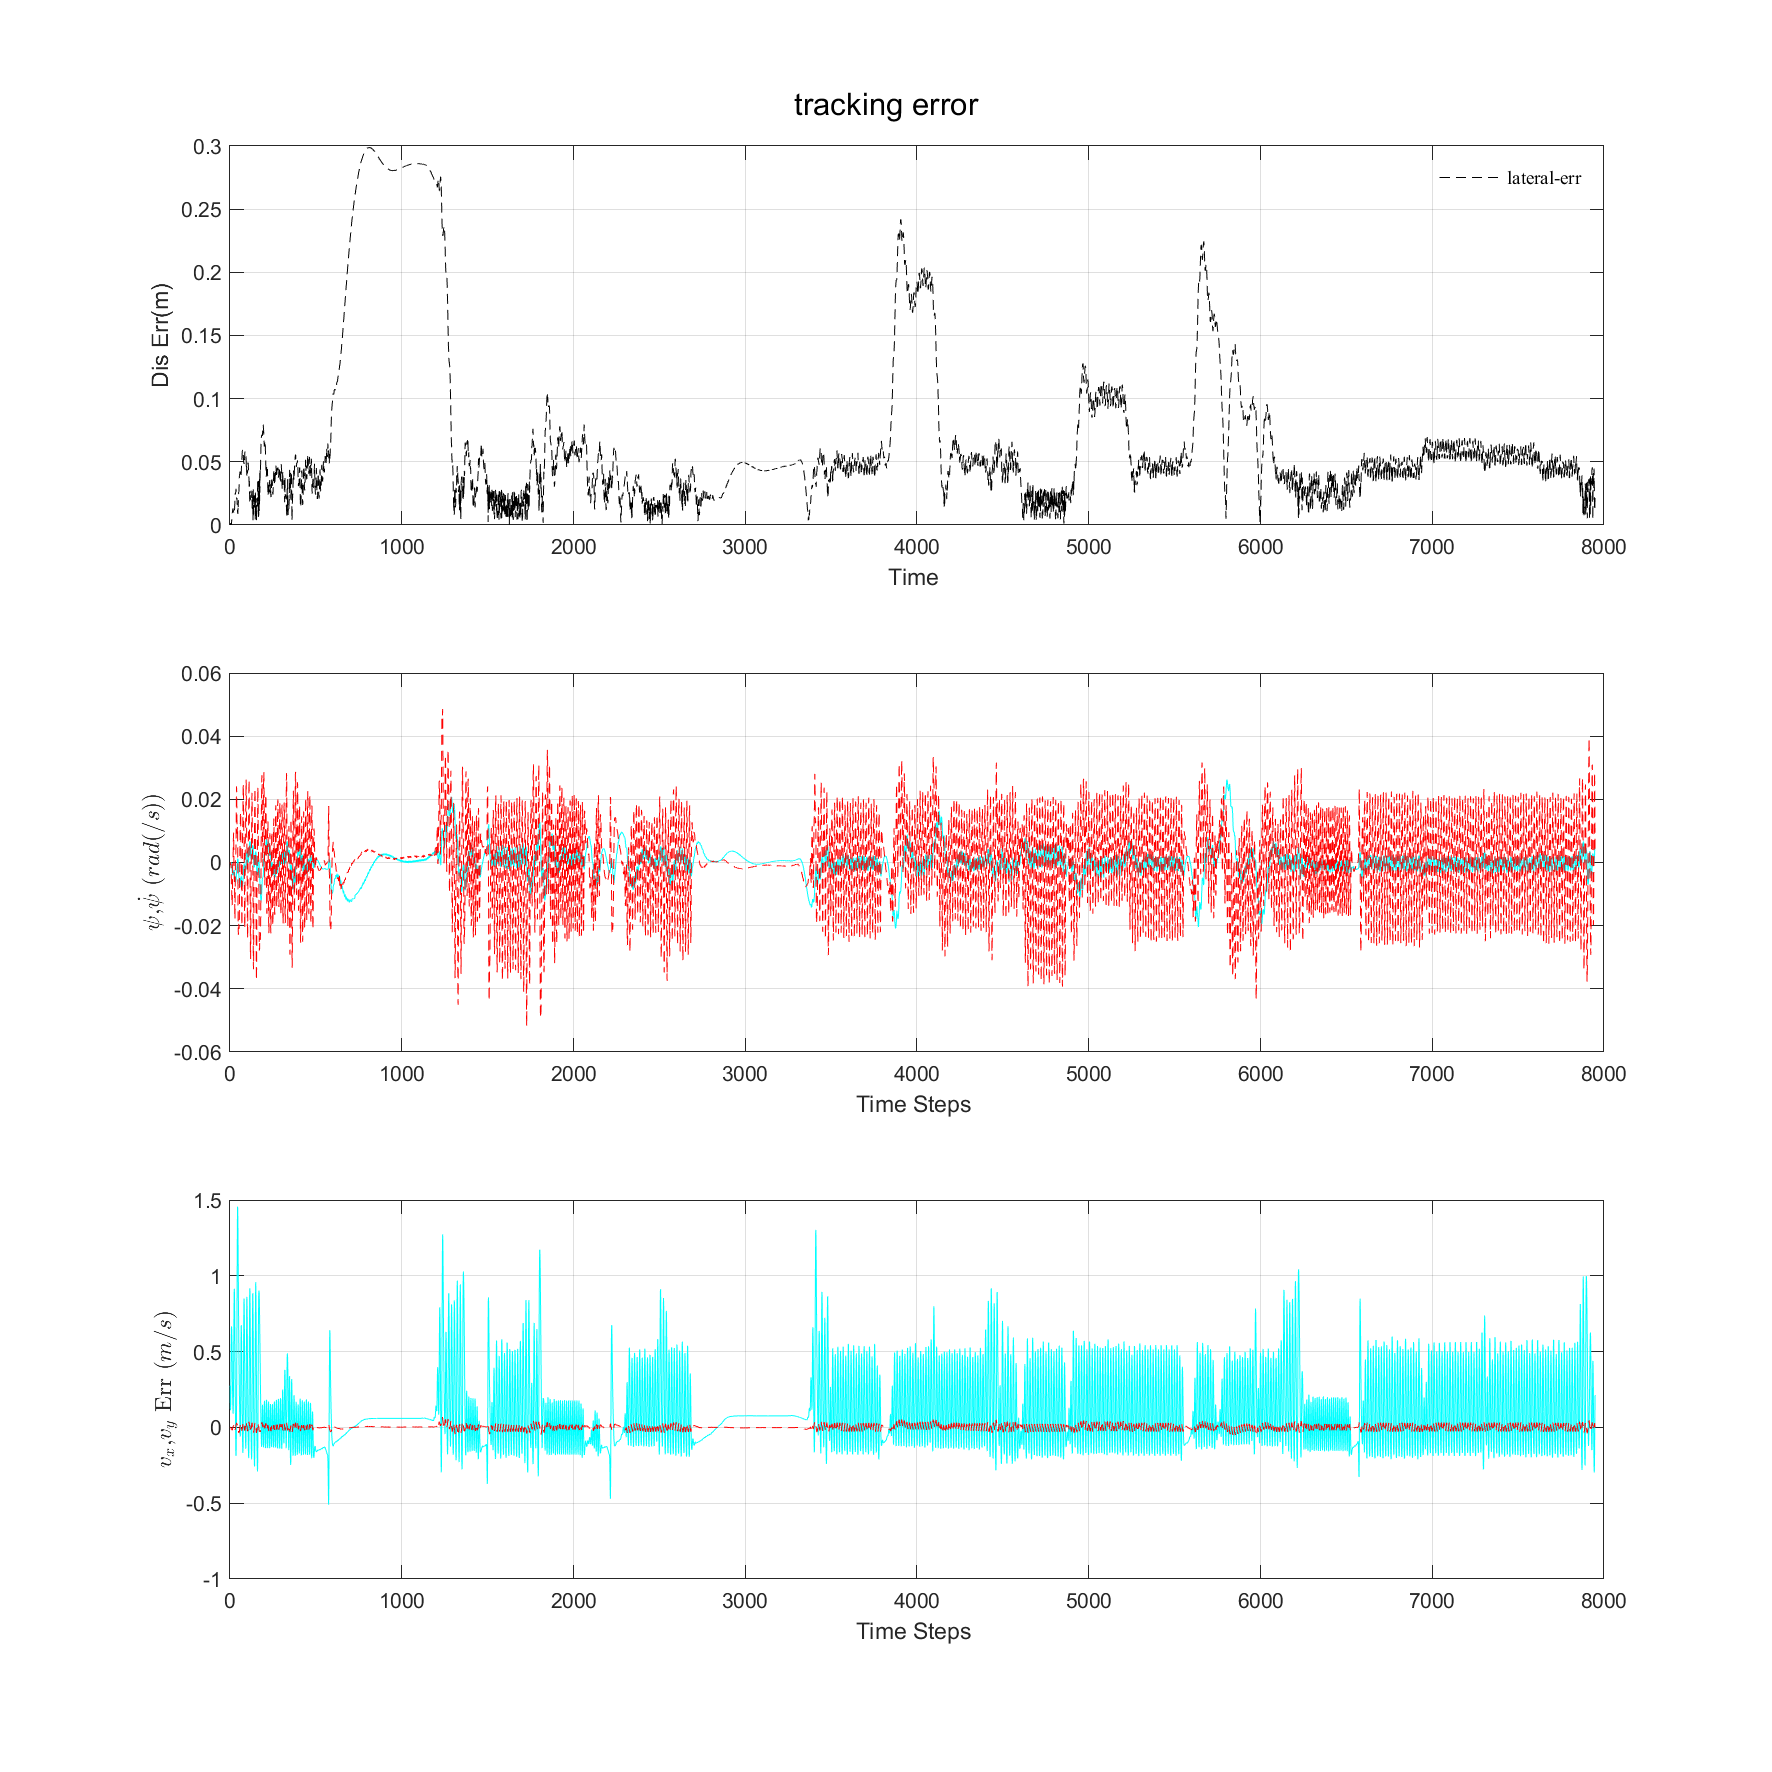 tracking error
0.3
0.25
0.2
0.15
0.1
0.05
0
Dis Err(m)
lateral-err
0 1000 2000 3000 4000 5000 6000 7000 8000
Time
0.06
0.04
0.02
0
-0.02
-0.04
-0.06
ψ,ψ̇ (rad(/s))
0 1000 2000 3000 4000 5000 6000 7000 8000
Time Steps
1.5
1
0.5
0
-0.5
-1
v_x,v_y Err (m/s)
0 1000 2000 3000 4000 5000 6000 7000 8000
Time Steps